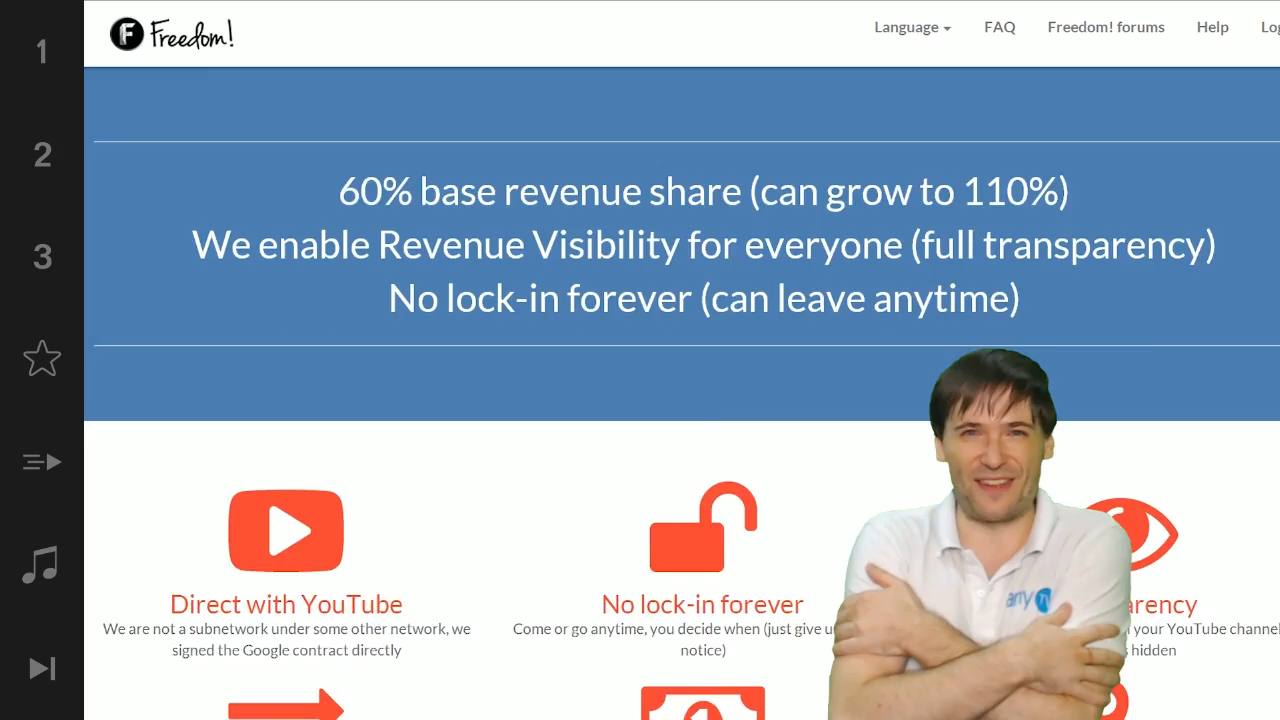 1
2
3
F Freedom!
Language
FAQ
Freedom! forums
Help
60% base revenue share (can grow to 110%)
We enable Revenue Visibility for everyone (full transparency)
No lock-in forever (can leave anytime)
Direct with YouTube
We are not a subnetwork under some other network, we
signed the Google contract directly
No lock-in forever
Come or go anytime, you decide when (just give
notice)
your YouTube channel
hidden
TV